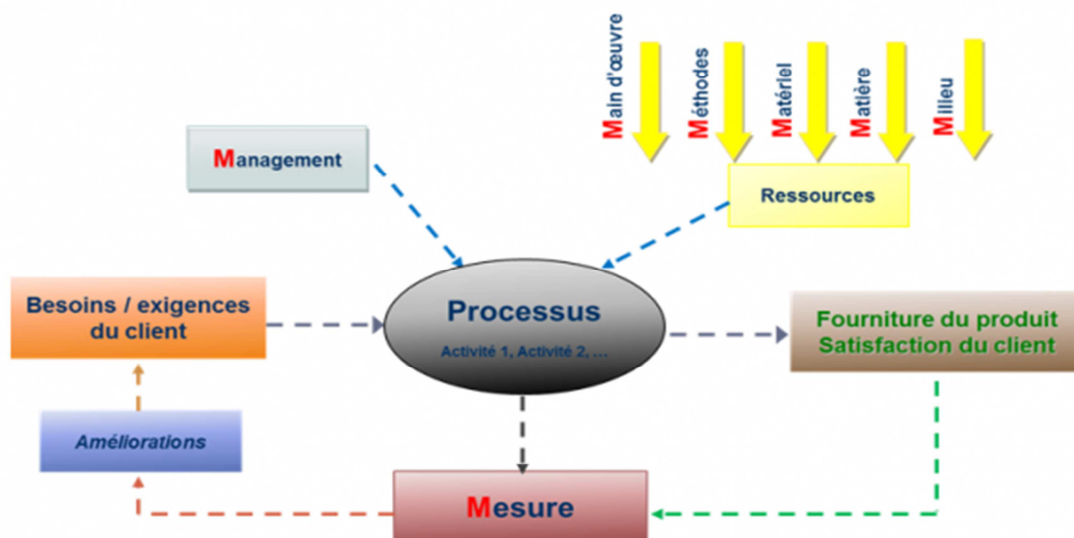 Main d'œuvre
Méthodes
Matériel
Matière
Milieu
Management
Ressources
Besoins / exigences
du client
Processus
Activité 1, Activité 2, ...
Fourniture du produit
Satisfaction du client
Améliorations
Mesure